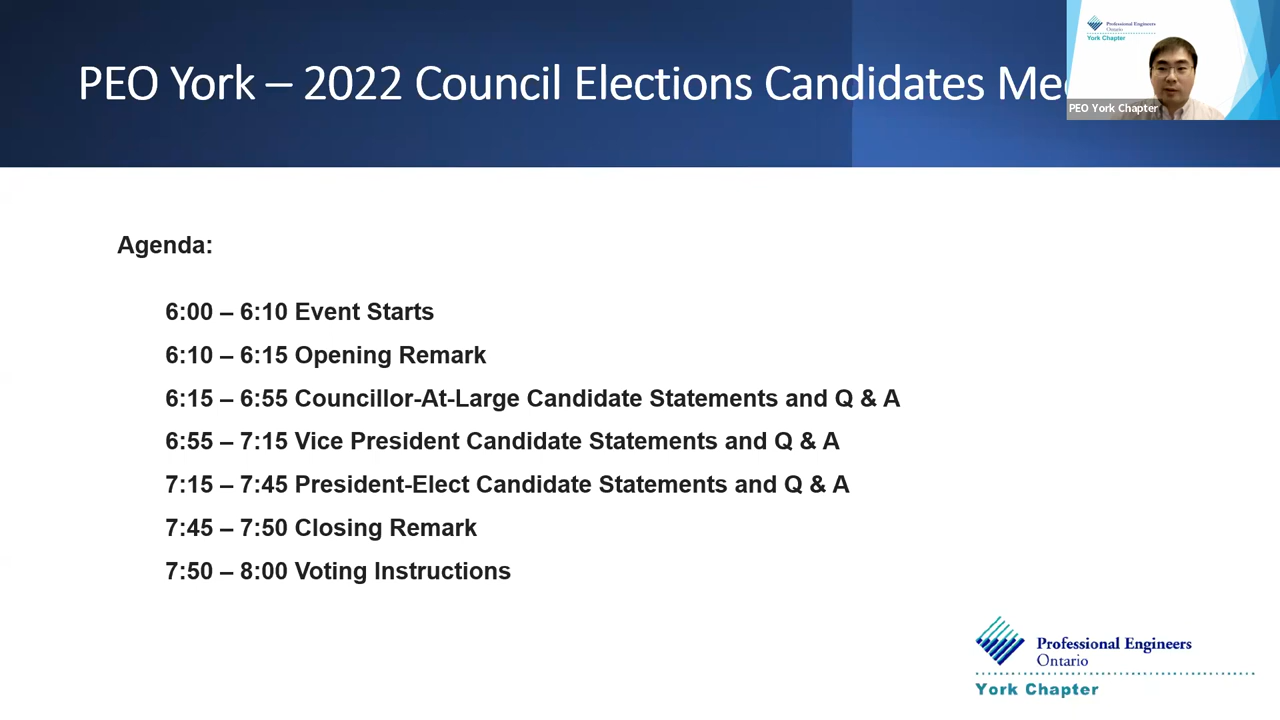 PEO York – 2022 Council Elections Candidates Mee
Professional Engineers
Ontario
York Chapter
PEO York Chapter
Agenda:
6:00 – 6:10 Event Starts
6:10 – 6:15 Opening Remark
6:15 – 6:55 Councillor-At-Large Candidate Statements and Q & A
6:55 – 7:15 Vice President Candidate Statements and Q & A
7:15 – 7:45 President-Elect Candidate Statements and Q & A
7:45 – 7:50 Closing Remark
7:50 – 8:00 Voting Instructions
Professional Engineers
Ontario
York Chapter